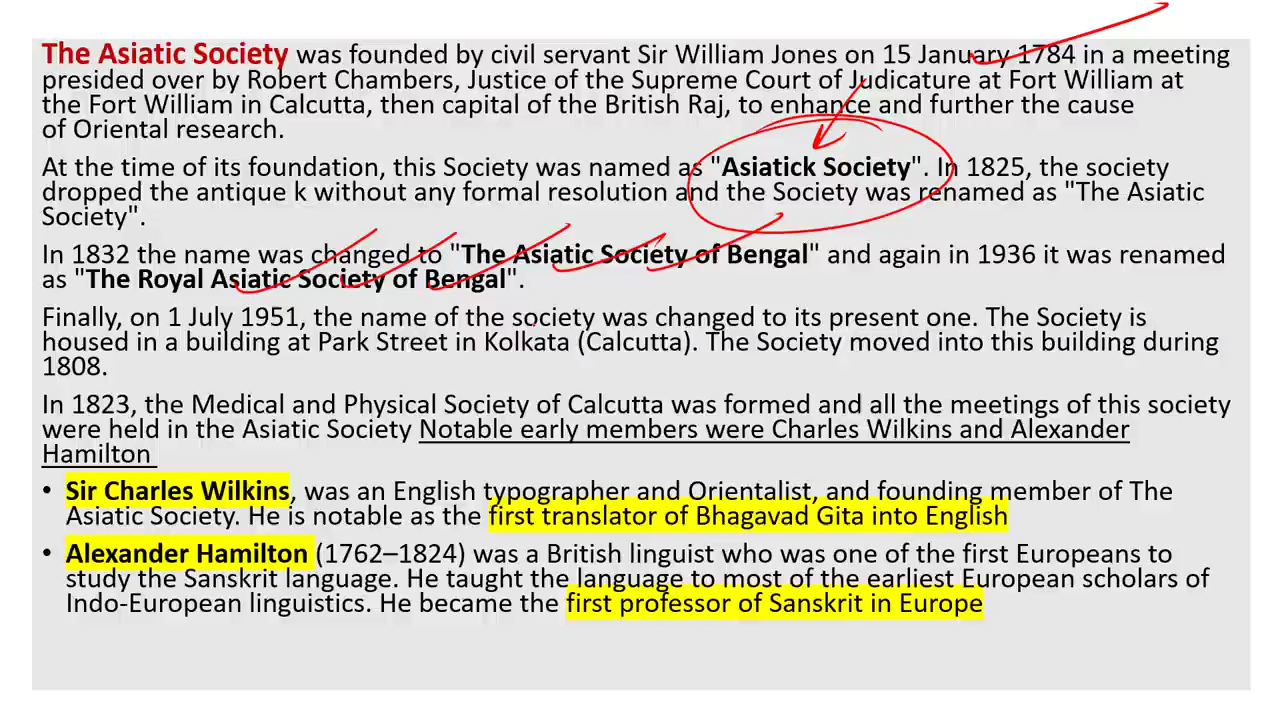 The Asiatic Society was founded by civil servant Sir William Jones on 15 January 1784 in a meeting
presided over by Robert Chambers, Justice of the Supreme Court of Judicature at Fort William at
the Fort William in Calcutta, then capital of the British Raj, to enhance and further the cause
of Oriental research.
At the time of its foundation, this Society was named as "Asiatick Society". In 1825, the society
dropped the antique k without any formal resolution and the Society was renamed as "The Asiatic
Society".
In 1832 the name was changed to "The Asiatic Society of Bengal" and again in 1936 it was renamed
as "The Royal Asiatic Society of Bengal".
Finally, on 1 July 1951, the name of the society was changed to its present one. The Society is
housed in a building at Park Street in Kolkata (Calcutta). The Society moved into this building during
1808.
In 1823, the Medical and Physical Society of Calcutta was formed and all the meetings of this society
were held in the Asiatic Society Notable early members were Charles Wilkins and Alexander
Hamilton
• Sir Charles Wilkins, was an English typographer and Orientalist, and founding member of The
Asiatic Society. He is notable as the first translator of Bhagavad Gita into English
• Alexander Hamilton (1762–1824) was a British linguist who was one of the first Europeans to
study the Sanskrit language. He taught the language to most of the earliest European scholars of
Indo-European linguistics. He became the first professor of Sanskrit in Europe